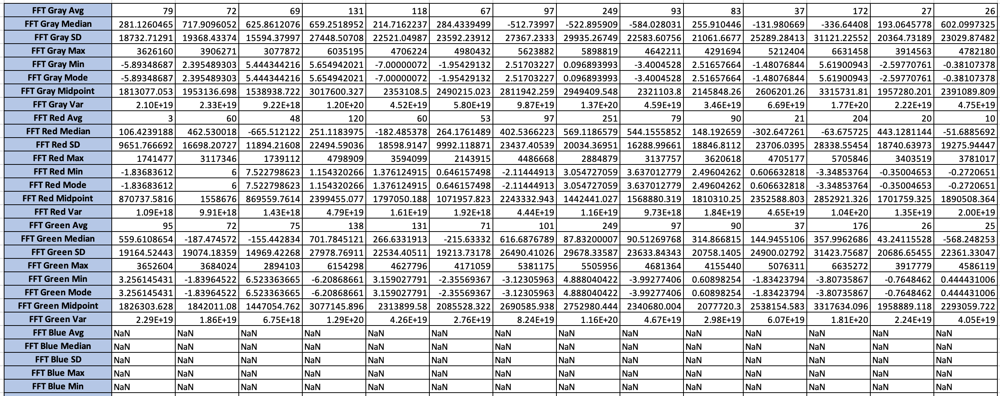 FFT Gray Avg 79 72 69 131 118 67 97 249 93 83 37 172 27 26
FFT Gray Median 281.1260465 717.9096052 625.8612076 659.2518952 214.7162237 284.4339499 -512.73997 -522.895909 -584.028031 255.910446 -131.980669 -336.64408 193.0645778 602.0997325
FFT Gray SD 18732.71291 19368.43374 15594.37997 27448.50708 22521.04987 23592.23912 27367.2333 29935.26749 22583.60756 21061.6677 25289.28413 31121.22552 20364.73189 23029.87482
FFT Gray Max 3626160 3906271 3077872 6035195 4706224 4980432 5623882 5898819 4642211 4291694 5212404 6631458 3914563 4782180
FFT Gray Min -5.89348687 2.395489303 5.444344216 5.654942021 -7.00000072 -1.95429132 2.51703227 0.096893993 -3.4004528 2.51657664 -1.48076844 5.61900943 -2.59770761 -0.38107378
FFT Gray Mode -5.89348687 2.395489303 5.444344216 5.654942021 -7.00000072 -1.95429132 2.51703227 0.096893993 -3.4004528 2.51657664 -1.48076844 5.61900943 -2.59770761 -0.38107378
FFT Gray Midpoint 1813077.053 1953136.698 1538938.722 3017600.327 2353108.5 2490215.023 2811942.259 2949409.548 2321103.8 2145848.26 2606201.26 3315731.81 1957280.201 2391089.809
FFT Gray Var 2.10E+19 2.33E+19 9.22E+18 1.20E+20 4.52E+19 5.80E+19 9.87E+19 1.37E+20 4.59E+19 3.46E+19 6.69E+19 1.77E+20 2.22E+19 4.75E+19
FFT Red Avg 3 60 48 120 60 53 97 251 79 90 21 204 20 10
FFT Red Median 106.4239188 462.530018 -665.512122 251.1183975 -182.485378 264.1761489 402.5366223 569.1186579 544.1555852 148.192659 -302.647261 -63.675725 443.1281144 -51.6885692
FFT Red SD 9651.766692 16698.20727 11894.21608 22494.59036 18598.9147 9992.118871 23437.40539 20034.36951 16288.99661 18846.8112 23706.0395 28338.55454 18740.63973 19275.94447
FFT Red Max 1741477 3117346 1739112 4798909 3594099 2143915 4486668 2884879 3137757 3620618 4705177 5705846 3403519 3781017
FFT Red Min -1.83683612 6 7.522798623 1.154320266 1.376124915 0.646157498 -2.11444913 3.054727059 3.637012779 2.49604262 0.606632818 -3.34853764 -0.35004653 -0.2720651
FFT Red Mode -1.83683612 6 7.522798623 1.154320266 1.376124915 0.646157498 -2.11444913 3.054727059 3.637012779 2.49604262 0.606632818 -3.34853764 -0.35004653 -0.2720651
FFT Red Midpoint 870737.5816 1558676 869559.7614 2399455.077 1797050.188 1071957.823 2243332.943 1442441.027 1568880.319 1810310.25 2352588.803 2852921.326 1701759.325 1890508.364
FFT Red Var 1.09E+18 9.91E+18 1.43E+18 4.79E+19 1.61E+19 1.92E+18 4.44E+19 1.16E+19 9.73E+18 1.84E+19 4.65E+19 1.04E+20 1.35E+19 2.00E+19
FFT Green Avg 95 72 75 138 131 71 101 249 97 90 37 176 26 25
FFT Green Median 559.6108654 -187.474572 -155.442834 701.7845121 266.6331913 -215.63332 616.6876789 87.83200007 90.51269768 314.866815 144.9455106 357.9962686 43.24115528 -568.248253
FFT Green SD 19164.52443 19074.18359 14969.42268 27978.76911 22534.40511 19213.73178 26490.41026 29678.33587 23633.84343 20758.1405 24900.02792 31423.75687 20686.65455 22361.33047
FFT Green Max 3652604 3684024 2894103 6154298 4627796 4171059 5381175 5505956 4681364 4155440 5076311 6635272 3917779 4586119
FFT Green Min 3.256145431 -1.83964522 6.523363665 -6.20868661 3.159027791 -2.35569367 -3.12305963 4.888040422 -3.99277406 0.60898254 -1.83423794 -3.80735867 -0.7648462 0.444431006
FFT Green Mode 3.256145431 -1.83964522 6.523363665 -6.20868661 3.159027791 -2.35569367 -3.12305963 4.888040422 -3.99277406 0.60898254 -1.83423794 -3.80735867 -0.7648462 0.444431006
FFT Green Midpoint 1826303.628 1842011.08 1447054.762 3077145.896 2313899.58 2085528.322 2690585.938 2752980.444 2340680.004 2077720.3 2538154.583 3317634.096 1958889.118 2293059.722
FFT Green Var 2.29E+19 1.86E+19 6.75E+18 1.29E+20 4.26E+19 2.76E+19 8.24E+19 1.16E+20 4.67E+19 2.98E+19 6.07E+19 1.81E+20 2.24E+19 4.05E+19
FFT Blue Avg NaN NaN NaN NaN NaN NaN NaN NaN NaN NaN NaN NaN NaN NaN
FFT Blue Median NaN NaN NaN NaN NaN NaN NaN NaN NaN NaN NaN NaN NaN NaN
FFT Blue SD NaN NaN NaN NaN NaN NaN NaN NaN NaN NaN NaN NaN NaN NaN
FFT Blue Max NaN NaN NaN NaN NaN NaN NaN NaN NaN NaN NaN NaN NaN NaN
FFT Blue Min NaN NaN NaN NaN NaN NaN NaN NaN NaN NaN NaN NaN NaN NaN